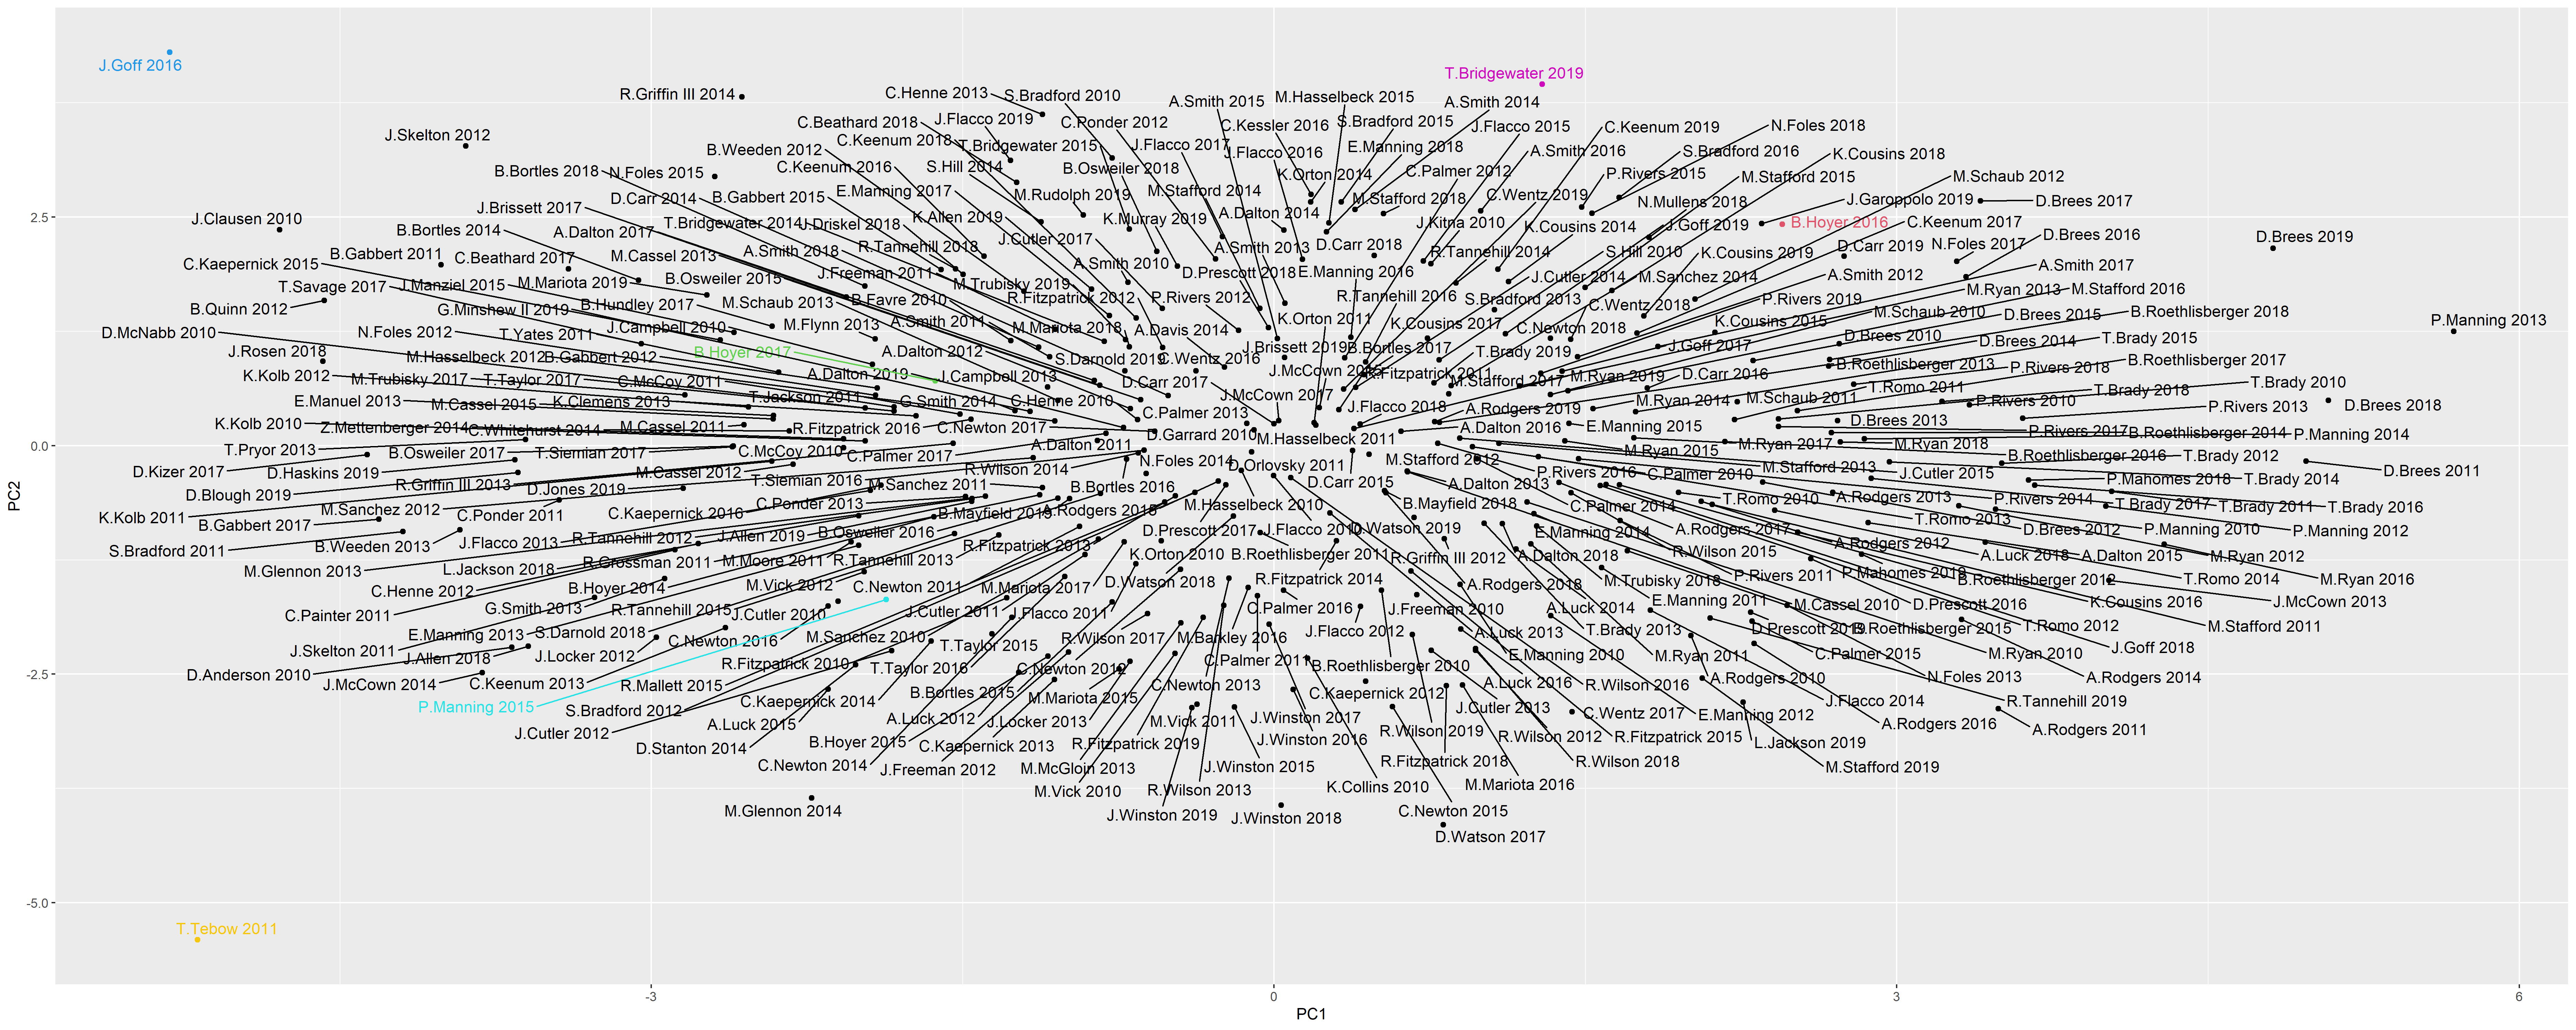 J.Goff 2016
T.Bridgewater 2019
R.Griffin III 2014
C.Henne 2013
S.Bradford 2010
A.Smith 2015
M.Hasselbeck 2015
A.Smith 2014
J.Skelton 2012
C.Beathard 2018
J.Flacco 2019
C.Ponder 2012
C.Kessler 2016
S.Bradford 2015
J.Flacco 2015
C.Keenum 2019
N.Foles 2018
B.Weeden 2012
C.Keenum 2018
T.Bridgewater 2015
J.Flacco 2017
J.Flacco 2016
E.Manning 2018
A.Smith 2016
S.Bradford 2016
K.Cousins 2018
B.Bortles 2018
N.Foles 2015
C.Keenum 2016
S.Hill 2014
B.Osweiler 2018
K.Orton 2014
C.Palmer 2012
P.Rivers 2015
M.Stafford 2015
M.Schaub 2012
J.Brissett 2017
D.Carr 2014
B.Gabbert 2015
E.Manning 2017
M.Rudolph 2019
M.Stafford 2014
M.Stafford 2018
C.Wentz 2019
N.Mullens 2018
J.Garoppolo 2019
D.Brees 2017
2.5
J.Clausen 2010
B.Bortles 2014
A.Dalton 2017
T.Bridgewater 2014
J.Driskel 2018
K.Allen 2019
K.Murray 2019
A.Dalton 2014
J.Kitna 2010
K.Cousins 2014
J.Goff 2019
B.Hoyer 2016
C.Keenum 2017
D.Brees 2016
D.Brees 2019
B.Gabbert 2011
C.Beathard 2017
M.Cassel 2013
A.Smith 2018
R.Tannehill 2018
J.Cutler 2017
A.Smith 2013
D.Carr 2018
R.Tannehill 2014
S.Hill 2010
K.Cousins 2019
D.Carr 2019
N.Foles 2017
C.Kaepernick 2015
T.Savage 2017
J.Manziel 2015
M.Mariota 2019
B.Osweiler 2015
J.Freeman 2011
A.Smith 2010
D.Prescott 2018
E.Manning 2016
J.Cutler 2014
M.Sanchez 2014
A.Smith 2012
A.Smith 2017
B.Quinn 2012
G.Minshew II 2019
B.Hundley 2017
M.Schaub 2013
B.Favre 2010
M.Trubisky 2019
R.Fitzpatrick 2012
P.Rivers 2012
R.Tannehill 2016
S.Bradford 2013
C.Wentz 2018
P.Rivers 2019
M.Ryan 2013
M.Stafford 2016
D.McNabb 2010
N.Foles 2012
T.Yates 2011
J.Campbell 2010
M.Flynn 2013
A.Smith 2011
M.Mariota 2018
A.Davis 2014
K.Orton 2011
K.Cousins 2017
C.Newton 2018
K.Cousins 2015
M.Schaub 2010
D.Brees 2015
B.Roethlisberger 2018
P.Manning 2013
J.Rosen 2018
M.Hasselbeck 2012
B.Gabbert 2012
B.Hoyer 2017
A.Dalton 2012
S.Darnold 2019
C.Wentz 2016
J.Brissett 2019
B.Bortles 2017
T.Brady 2019
J.Goff 2017
D.Brees 2010
D.Brees 2014
T.Brady 2015
K.Kolb 2012
M.Trubisky 2017
T.Taylor 2017
C.McCoy 2011
A.Dalton 2019
J.Campbell 2013
D.Carr 2017
R.Fitzpatrick 2011
M.Stafford 2017
M.Ryan 2019
D.Carr 2016
B.Roethlisberger 2013
P.Rivers 2018
B.Roethlisberger 2017
E.Manuel 2013
M.Cassel 2015
K.Clemens 2013
T.Jackson 2011
G.Smith 2014
C.Henne 2010
J.McCown 2017
J.Flacco 2018
A.Rodgers 2019
M.Ryan 2014
M.Schaub 2011
T.Romo 2011
T.Brady 2018
T.Brady 2010
K.Kolb 2010
Z.Mettenberger 2014
C.Whitehurst 2014
M.Cassel 2011
R.Fitzpatrick 2016
C.Newton 2017
C.Palmer 2013
A.Dalton 2016
E.Manning 2015
D.Brees 2013
P.Rivers 2010
P.Rivers 2013
D.Brees 2018
0.0
T.Pryor 2013
B.Osweiler 2017
T.Siemian 2017
C.McCoy 2010
C.Palmer 2017
A.Dalton 2011
D.Garrard 2010
M.Hasselbeck 2011
M.Ryan 2015
M.Ryan 2017
M.Ryan 2018
P.Rivers 2017
B.Roethlisberger 2014
P.Manning 2014
D.Kizer 2017
D.Haskins 2019
R.Griffin III 2013
M.Cassel 2012
R.Wilson 2014
N.Foles 2014
D.Orlovsky 2011
M.Stafford 2012
P.Rivers 2016
C.Palmer 2010
M.Stafford 2013
J.Cutler 2015
B.Roethlisberger 2016
T.Brady 2012
D.Brees 2011
D.Blough 2019
D.Jones 2019
T.Siemian 2016
M.Sanchez 2011
B.Bortles 2016
D.Carr 2015
A.Dalton 2013
P.Mahomes 2018
T.Brady 2014
K.Kolb 2011
M.Sanchez 2012
C.Ponder 2011
C.Kaepernick 2016
C.Ponder 2013
B.Mayfield 2019
A.Rodgers 2015
M.Hasselbeck 2010
B.Mayfield 2018
C.Palmer 2014
T.Romo 2010
A.Rodgers 2013
P.Rivers 2014
T.Brady 2017
T.Brady 2011
T.Brady 2016
B.Gabbert 2017
S.Bradford 2011
B.Weeden 2013
J.Flacco 2013
R.Tannehill 2012
J.Allen 2019
B.Osweiler 2016
R.Fitzpatrick 2013
D.Prescott 2017
J.Flacco 2010
D.Watson 2019
E.Manning 2014
A.Rodgers 2017
T.Romo 2013
D.Brees 2012
P.Manning 2010
P.Manning 2012
M.Glennon 2013
L.Jackson 2018
R.Grossman 2011
M.Moore 2011
R.Tannehill 2013
K.Orton 2010
B.Roethlisberger 2011
R.Griffin III 2012
A.Dalton 2018
R.Wilson 2015
A.Rodgers 2012
A.Luck 2018
A.Dalton 2015
M.Ryan 2012
C.Henne 2012
B.Hoyer 2014
M.Vick 2012
C.Newton 2011
M.Mariota 2017
D.Watson 2018
R.Fitzpatrick 2014
A.Rodgers 2018
M.Trubisky 2018
P.Rivers 2011
P.Mahomes 2019
B.Roethlisberger 2012
T.Romo 2014
M.Ryan 2016
C.Painter 2011
G.Smith 2013
R.Tannehill 2015
J.Cutler 2010
J.Cutler 2011
J.Flacco 2011
C.Palmer 2016
J.Freeman 2010
A.Luck 2014
E.Manning 2011
M.Cassel 2010
D.Prescott 2016
K.Cousins 2016
J.McCown 2013
E.Manning 2013
S.Darnold 2018
C.Newton 2016
M.Sanchez 2010
T.Taylor 2015
R.Wilson 2017
M.Barkley 2016
J.Flacco 2012
A.Luck 2013
T.Brady 2013
D.Prescott 2019
B.Roethlisberger 2015
T.Romo 2012
M.Stafford 2011
J.Skelton 2011
J.Allen 2018
J.Locker 2012
R.Fitzpatrick 2010
T.Taylor 2016
C.Newton 2012
C.Palmer 2011
B.Roethlisberger 2010
E.Manning 2010
M.Ryan 2011
C.Palmer 2015
M.Ryan 2010
J.Goff 2018
-2.5
D.Anderson 2010
J.McCown 2014
C.Keenum 2013
R.Mallett 2015
C.Kaepernick 2014
B.Bortles 2015
M.Mariota 2015
C.Newton 2013
C.Kaepernick 2012
A.Luck 2016
R.Wilson 2016
A.Rodgers 2010
N.Foles 2013
A.Rodgers 2014
P.Manning 2015
S.Bradford 2012
A.Luck 2015
A.Luck 2012
J.Locker 2013
M.Vick 2011
J.Winston 2017
J.Cutler 2013
C.Wentz 2017
E.Manning 2012
J.Flacco 2014
R.Tannehill 2019
J.Cutler 2012
D.Stanton 2014
B.Hoyer 2015
C.Kaepernick 2013
R.Fitzpatrick 2019
J.Winston 2016
R.Wilson 2019
R.Wilson 2012
R.Fitzpatrick 2015
L.Jackson 2019
A.Rodgers 2016
A.Rodgers 2011
C.Newton 2014
J.Freeman 2012
M.McGloin 2013
J.Winston 2015
R.Fitzpatrick 2018
R.Wilson 2018
M.Stafford 2019
M.Vick 2010
R.Wilson 2013
K.Collins 2010
M.Mariota 2016
M.Glennon 2014
J.Winston 2019
J.Winston 2018
C.Newton 2015
D.Watson 2017
-5.0
T.Tebow 2011
-3
0
3
6
PC1
PC2